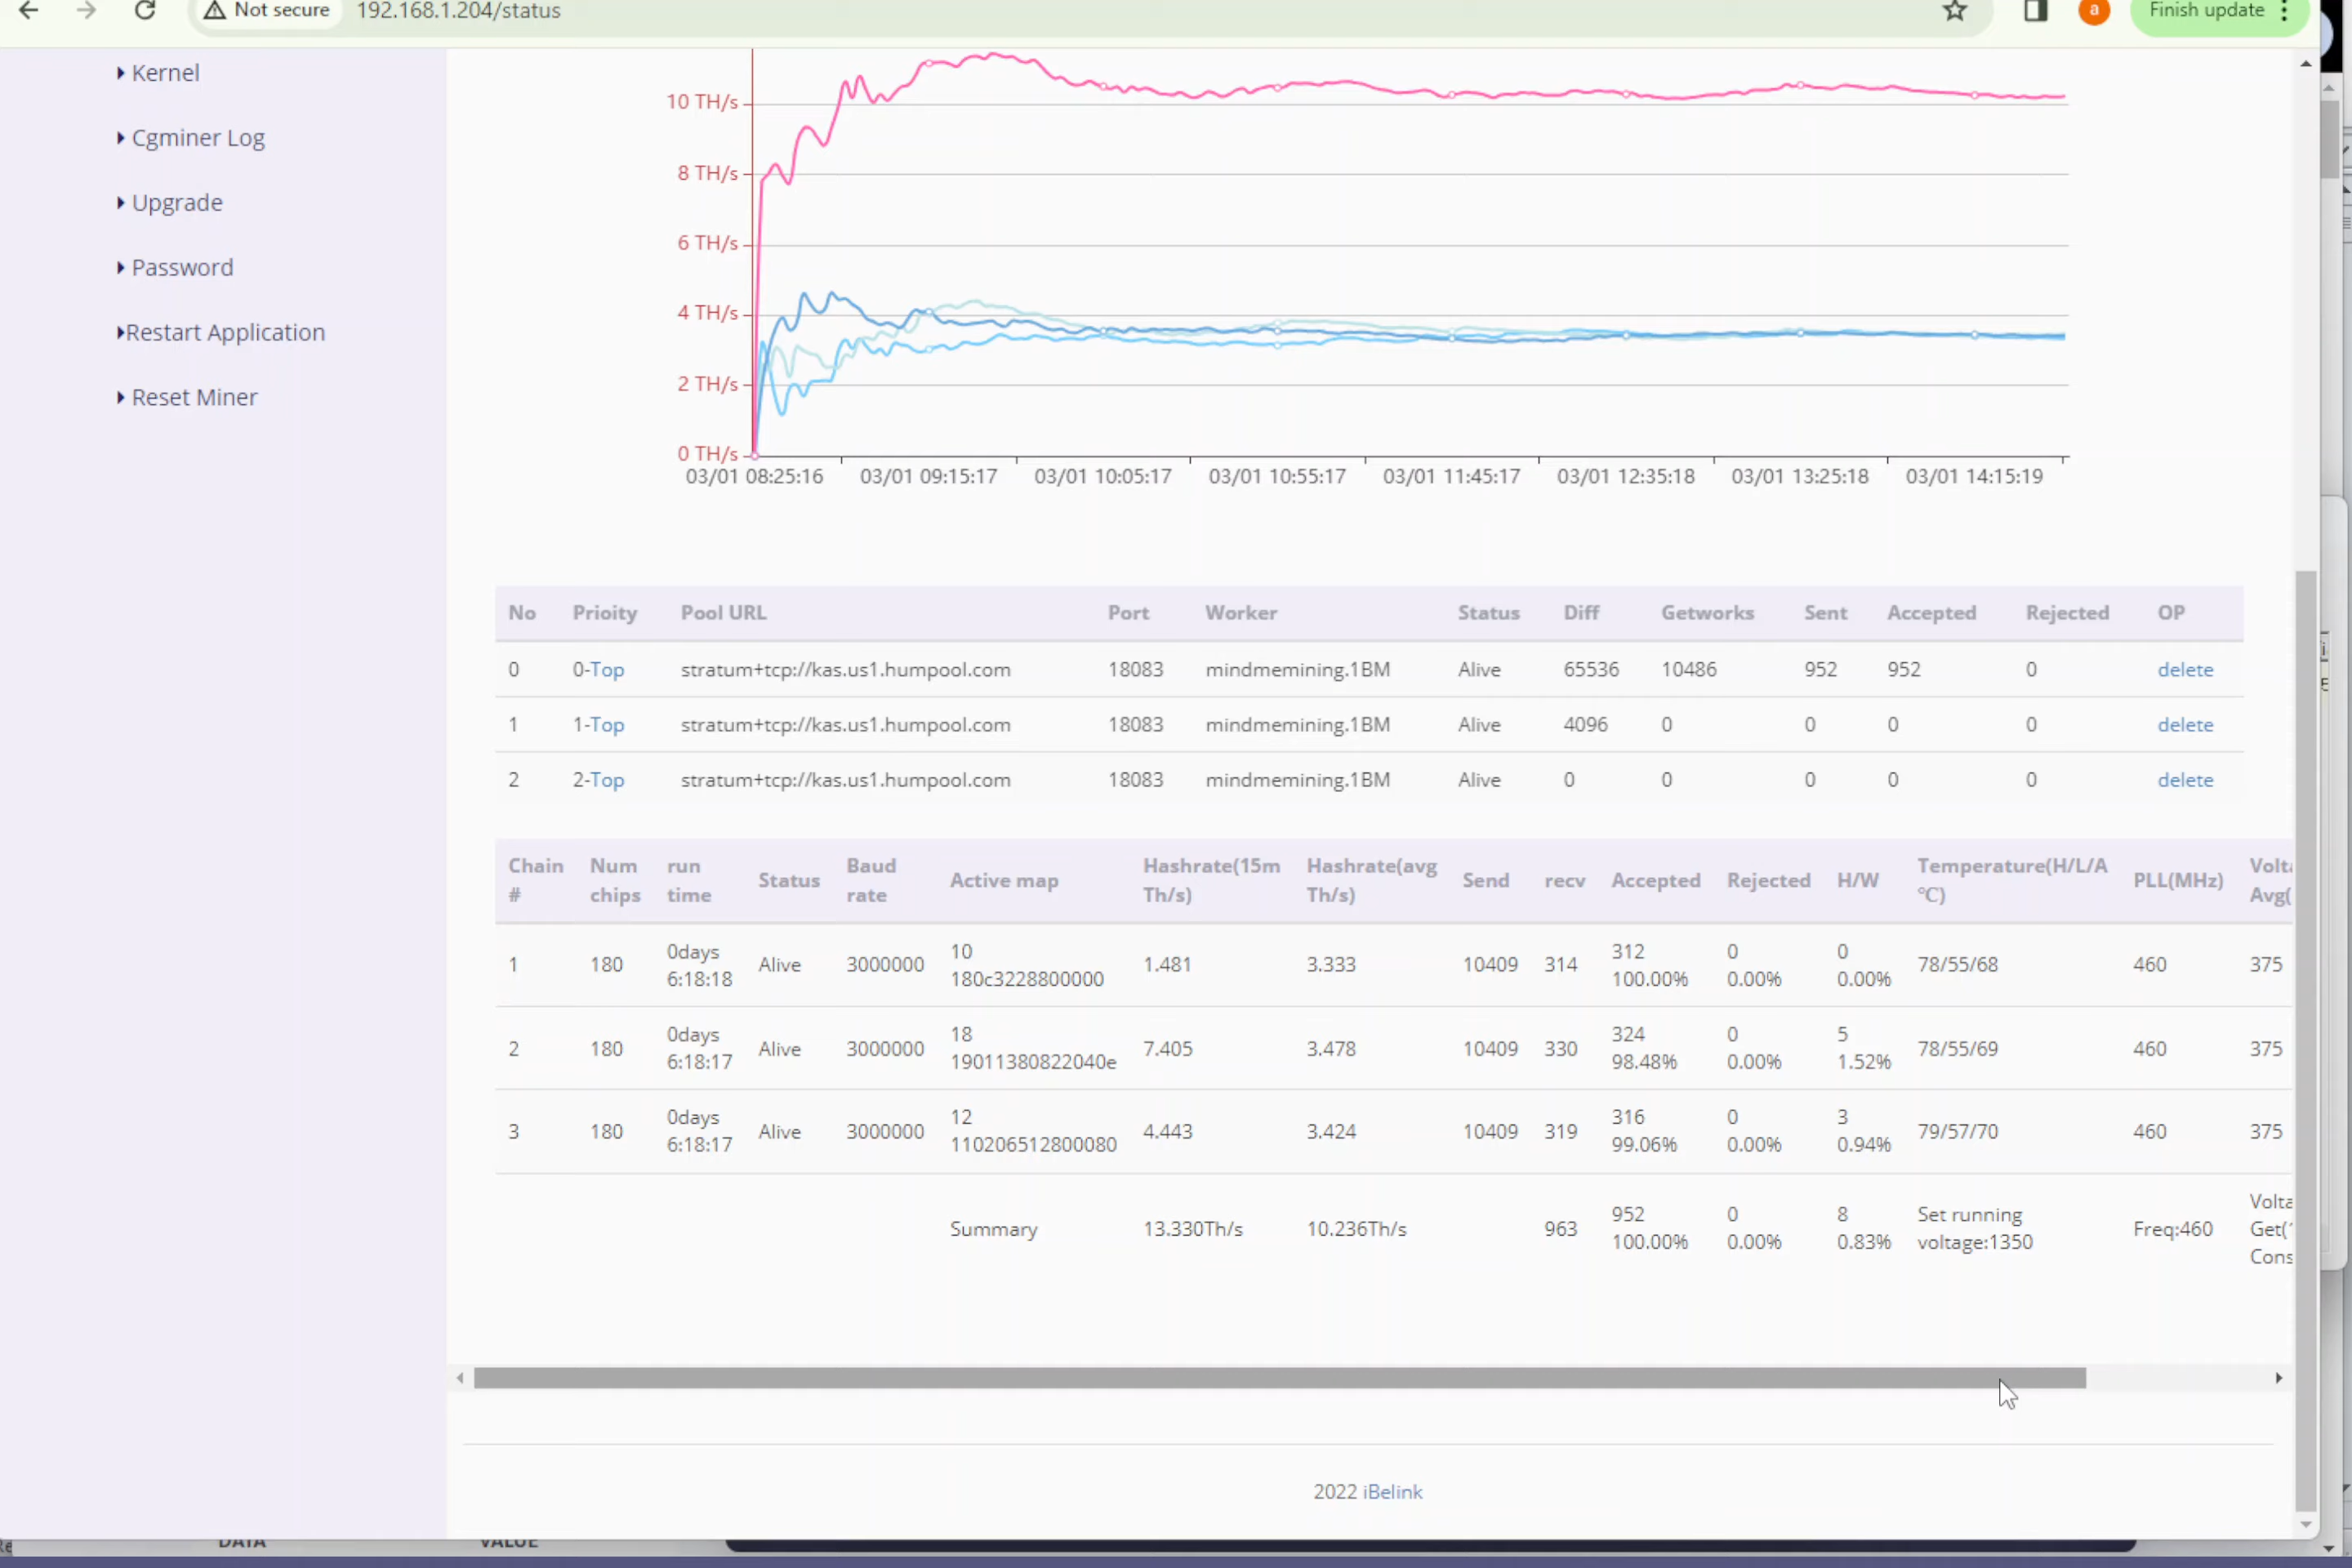 Not secure 192.168.1.204/status a Finish update
Kernel
Cgminer Log
Upgrade
Password
Restart Application
Reset Miner
10 TH/s
8 TH/s
6 TH/s
4 TH/s
2 TH/s
0 TH/s
03/01 08:25:16 03/01 09:15:17 03/01 10:05:17 03/01 10:55:17 03/01 11:45:17 03/01 12:35:18 03/01 13:25:18 03/01 14:15:19
No Prioity Pool URL Port Worker Status Diff Getworks Sent Accepted Rejected OP
0 0-Top stratum+tcp://kas.us1.humpool.com 18083 mindmemining.1BM Alive 65536 10486 952 952 0 delete
1 1-Top stratum+tcp://kas.us1.humpool.com 18083 mindmemining.1BM Alive 4096 0 0 0 0 delete
2 2-Top stratum+tcp://kas.us1.humpool.com 18083 mindmemining.1BM Alive 0 0 0 0 0 delete
Chain Num run Baud Hashrate(15m Hashrate(avg Temperature(H/L/A
Status Active map Send recv Accepted Rejected H/W PLL(MHz)
# chips time rate Th/s) Th/s) °C) Avg(
0days 10 312 0 0
1 180 Alive 3000000 1.481 3.333 10409 314 78/55/68 460 375
6:18:18 180c3228800000 100.00% 0.00% 0.00%
0days 18 324 0 5
2 180 Alive 3000000 7.405 3.478 10409 330 78/55/69 460 375
6:18:17 19011380822040e 98.48% 0.00% 1.52%
0days 12 316 0 3
3 180 Alive 3000000 4.443 3.424 10409 319 79/57/70 460 375
6:18:17 110206512800080 99.06% 0.00% 0.94%
Volta
952 0 8 Set running
Summary 13.330Th/s 10.236Th/s 963 Freq:460 Get(
100.00% 0.00% 0.83% voltage:1350
Cons
2022 iBelink
DATA VALUE